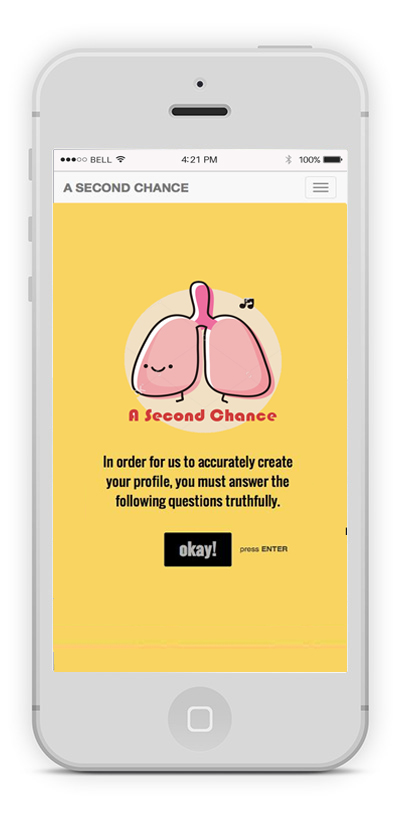 BELL 4:21 PM 100%
A SECOND CHANCE
A Second Chance
In order for us to accurately create
your profile, you must answer the
following questions truthfully.
okay! press ENTER